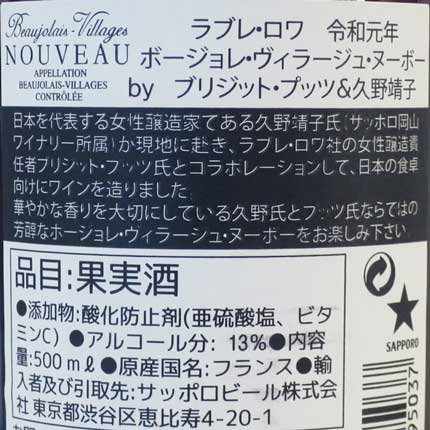 Beaujolais-Villages
NOUVEAU
APPELLATION
BEAUJOLAIS-VILLAGES
CONTRÔLÉE
ラブレ・ロワ 令和元年
ボージョレ・ヴィラージュ・ヌーボー
by ブリジット・プッツ&久野靖子
日本を代表する女性醸造家である久野靖子氏(サッポロ岡山
ワイナリー所属)が現地に赴き、ラブレ・ロワ社の女性醸造責
任者ブリジット・プッツ氏とコラボレーションして、日本の食卓
向けにワインを造りました。
華やかな香りを大切にしている久野氏とプッツ氏ならではの
芳醇なボージョレ・ヴィラージュ・ヌーボーをお楽しみ下さい。
品目:果実酒
●添加物:酸化防止剤(亜硫酸塩、ビタ
ミンC) ●アルコール分: 13% ●内容
量:500mℓ ●原産国名:フランス ●輸
入者及び引取先:サッポロビール株式会
社 東京都渋谷区恵比寿4-20-1
SAPPORO
95037